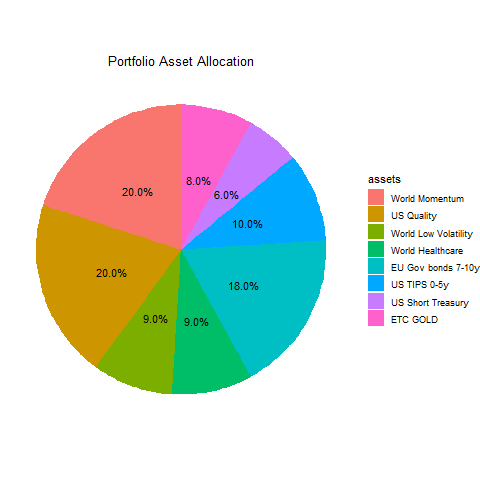 Portfolio Asset Allocation
8.0%
20.0%
6.0%
10.0%
20.0%
18.0%
9.0%
9.0%
assets
World Momentum
US Quality
World Low Volatility
World Healthcare
EU Gov bonds 7-10y
US TIPS 0-5y
US Short Treasury
ETC GOLD